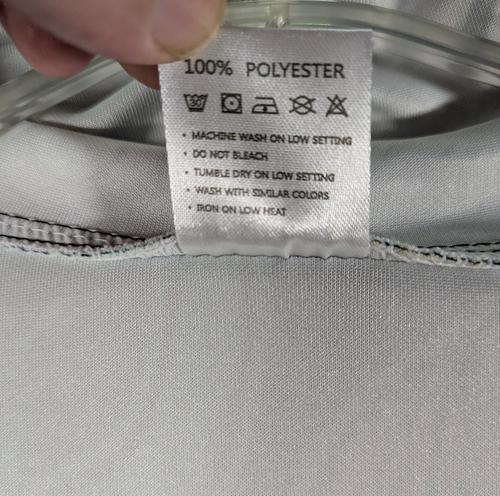 100% POLYESTER
30
• MACHINE WASH ON LOW SETTING
• DO NOT BLEACH
• TUMBLE DRY ON LOW SETTING
• WASH WITH SIMILAR COLORS
• IRON ON LOW HEAT